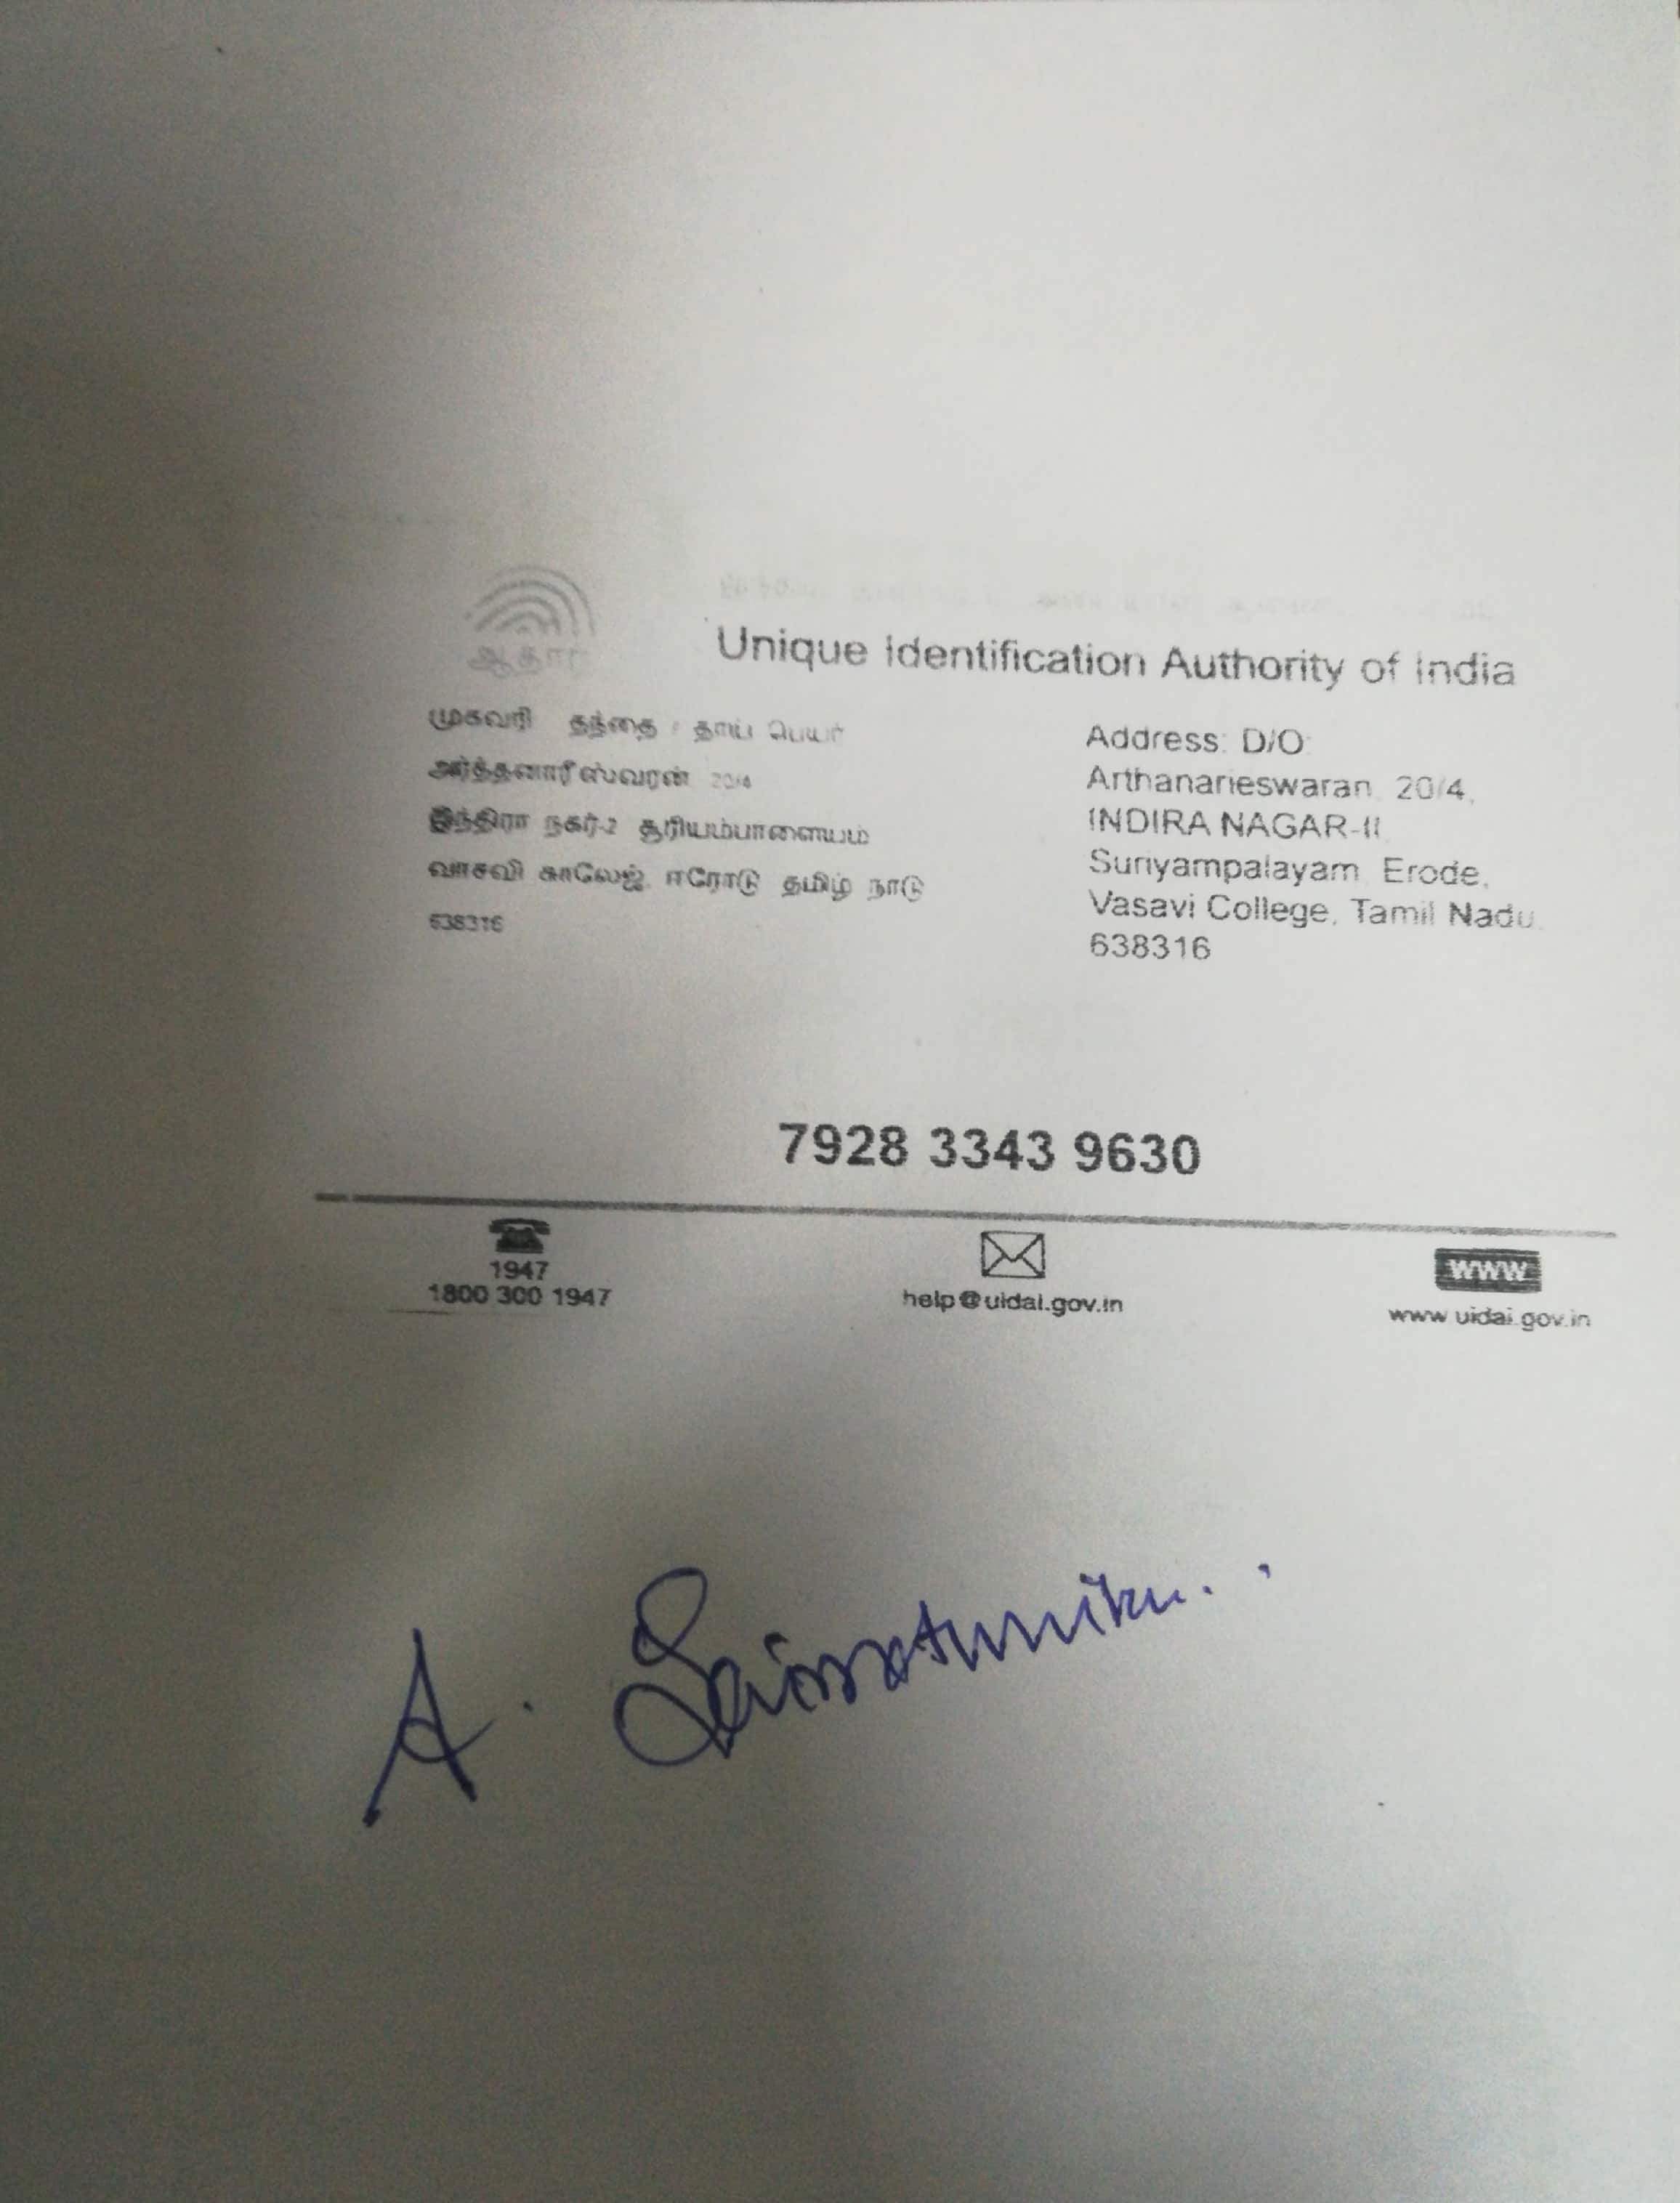 ஆதார்
Unique Identification Authority of India
முகவரி தந்தை / தாய் பெயர்
அர்த்தனாரீஸ்வரன் 20/4
இந்திரா நகர்-2 சூரியம்பாளையம்
வாசவி காலேஜ், ஈரோடு தமிழ் நாடு
638316
Address: D/O:
Arthanarieswaran, 20/4,
INDIRA NAGAR-II,
Suriyampalayam, Erode,
Vasavi College, Tamil Nadu,
638316
7928 3343 9630
1947
1800 300 1947
help@uidai.gov.in
www
www.uidai.gov.in
A.